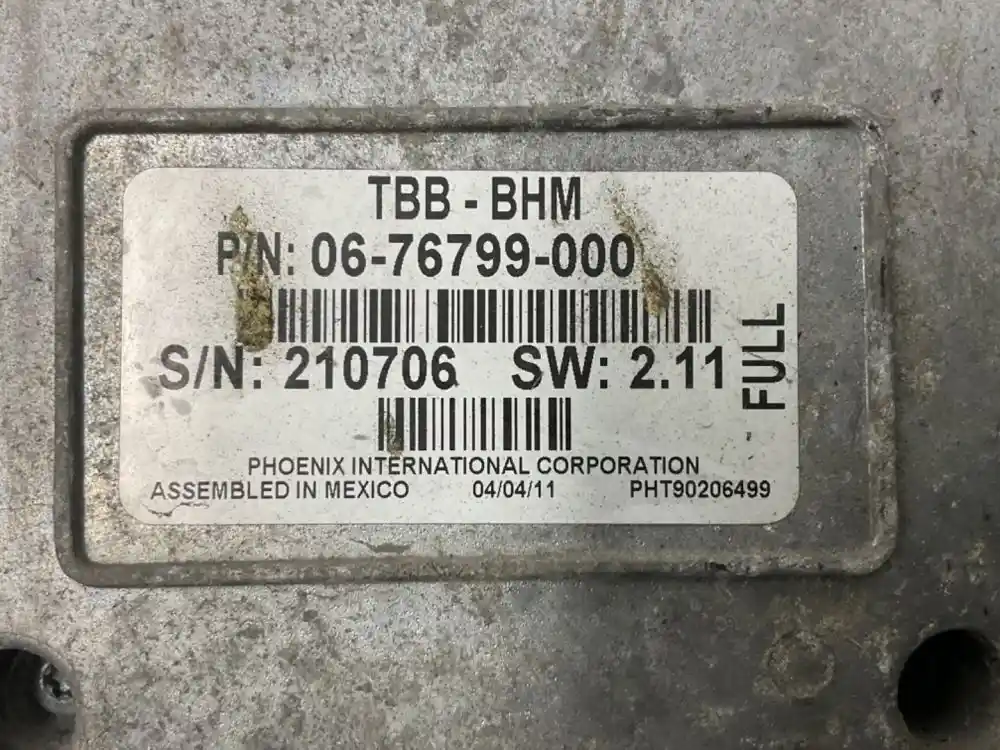 TBB - BHM
P/N: 06-76799-000
S/N: 210706 SW: 2.11
FULL
PHOENIX INTERNATIONAL CORPORATION
ASSEMBLED IN MEXICO 04/04/11 PHT90206499